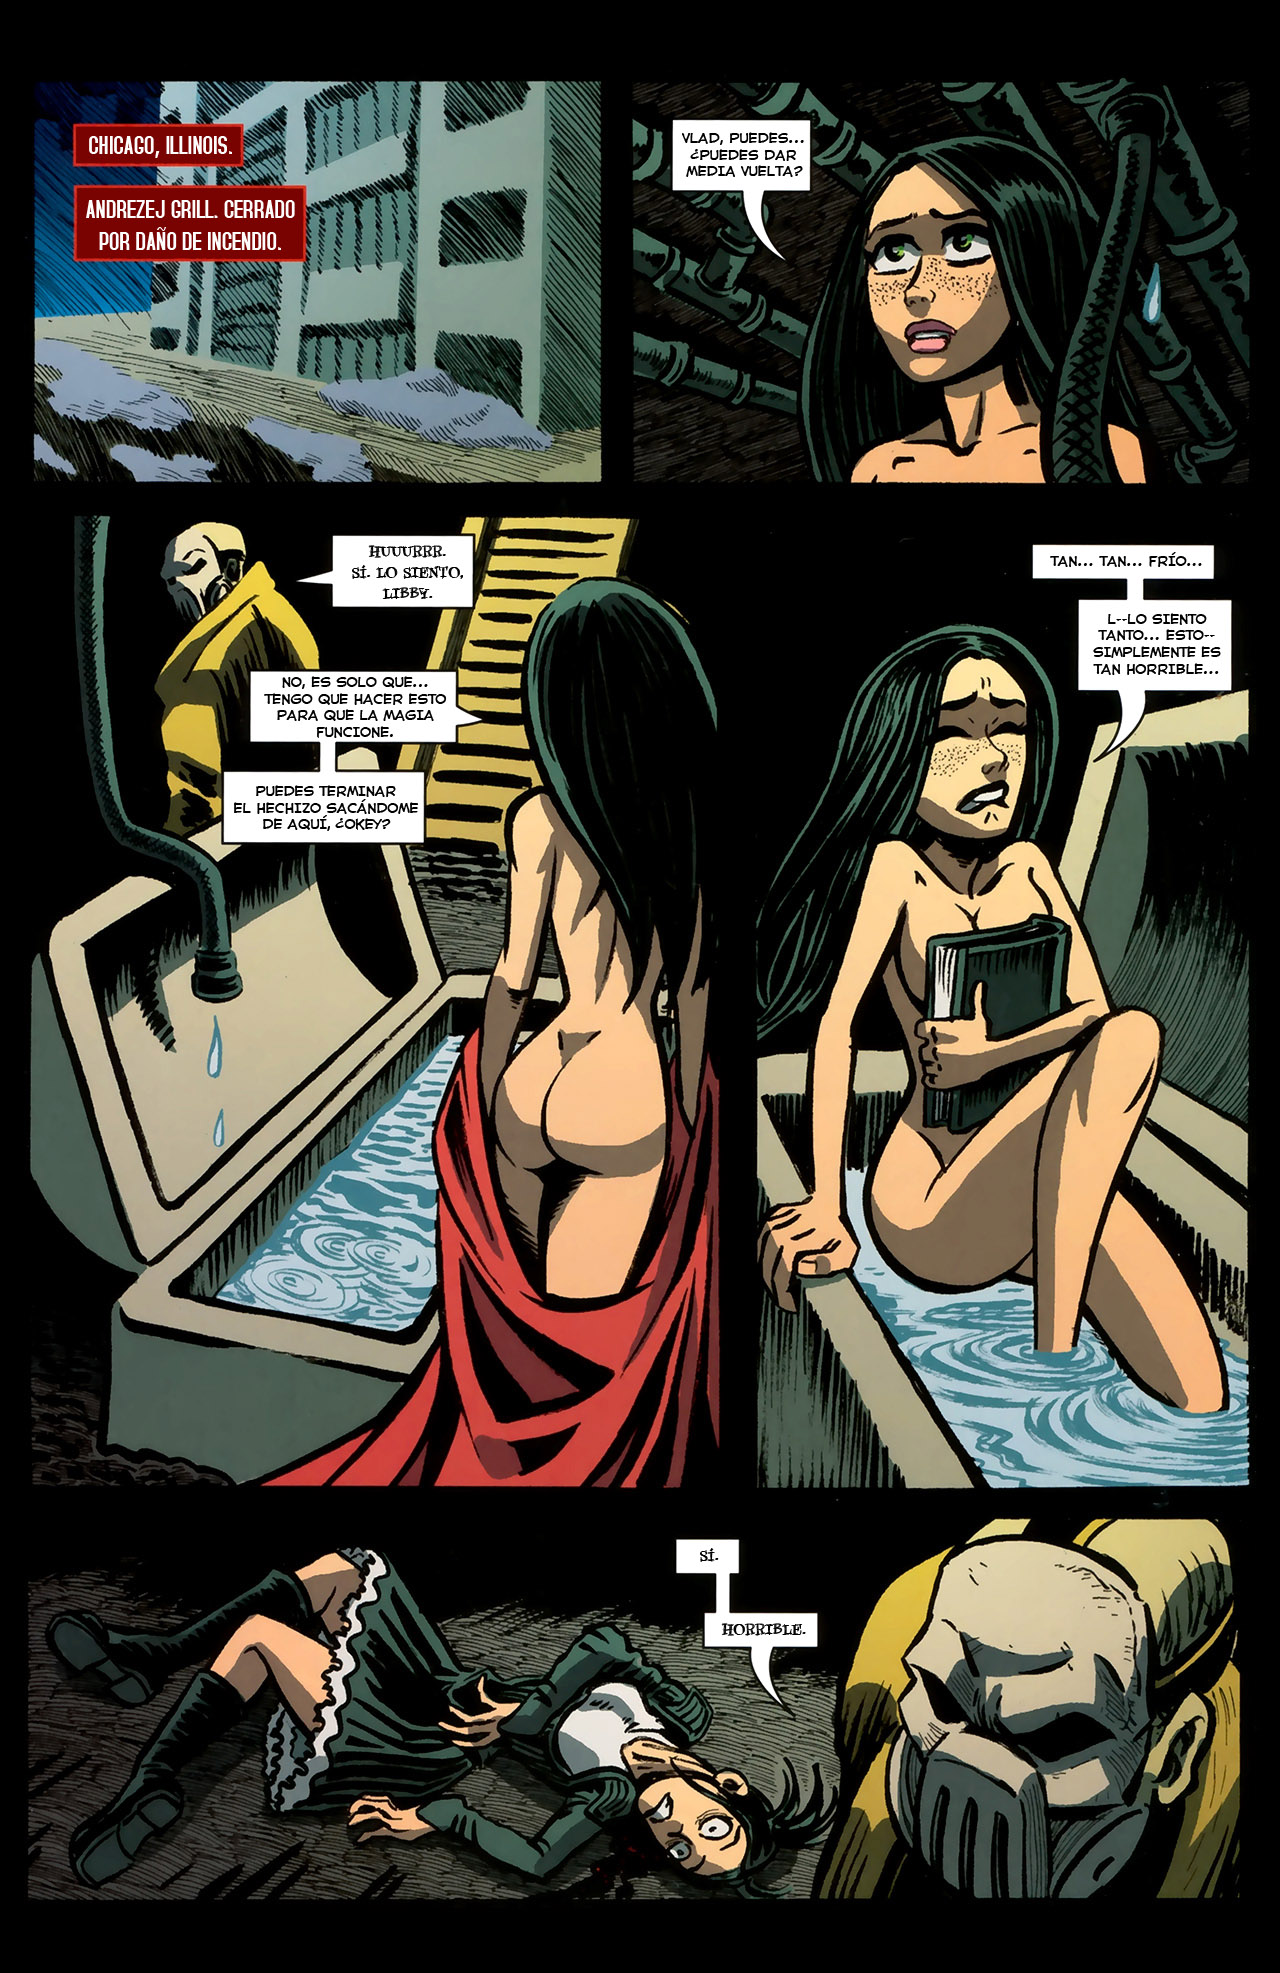 CHICAGO, ILLINOIS.
ANDREZEJ GRILL. CERRADO
POR DAÑO DE INCENDIO.
VLAD, PUEDES...
¿PUEDES DAR
MEDIA VUELTA?
HUUURRR.
SÍ. LO SIENTO,
LIBBY.
NO, ES SOLO QUE...
TENGO QUE HACER ESTO
PARA QUE LA MAGIA
FUNCIONE.
PUEDES TERMINAR
EL HECHIZO SACÁNDOME
DE AQUÍ, ¿OKEY?
TAN... TAN... FRÍO...
L--LO SIENTO
TANTO... ESTO--
SIMPLEMENTE ES
TAN HORRIBLE...
SÍ.
HORRIBLE.